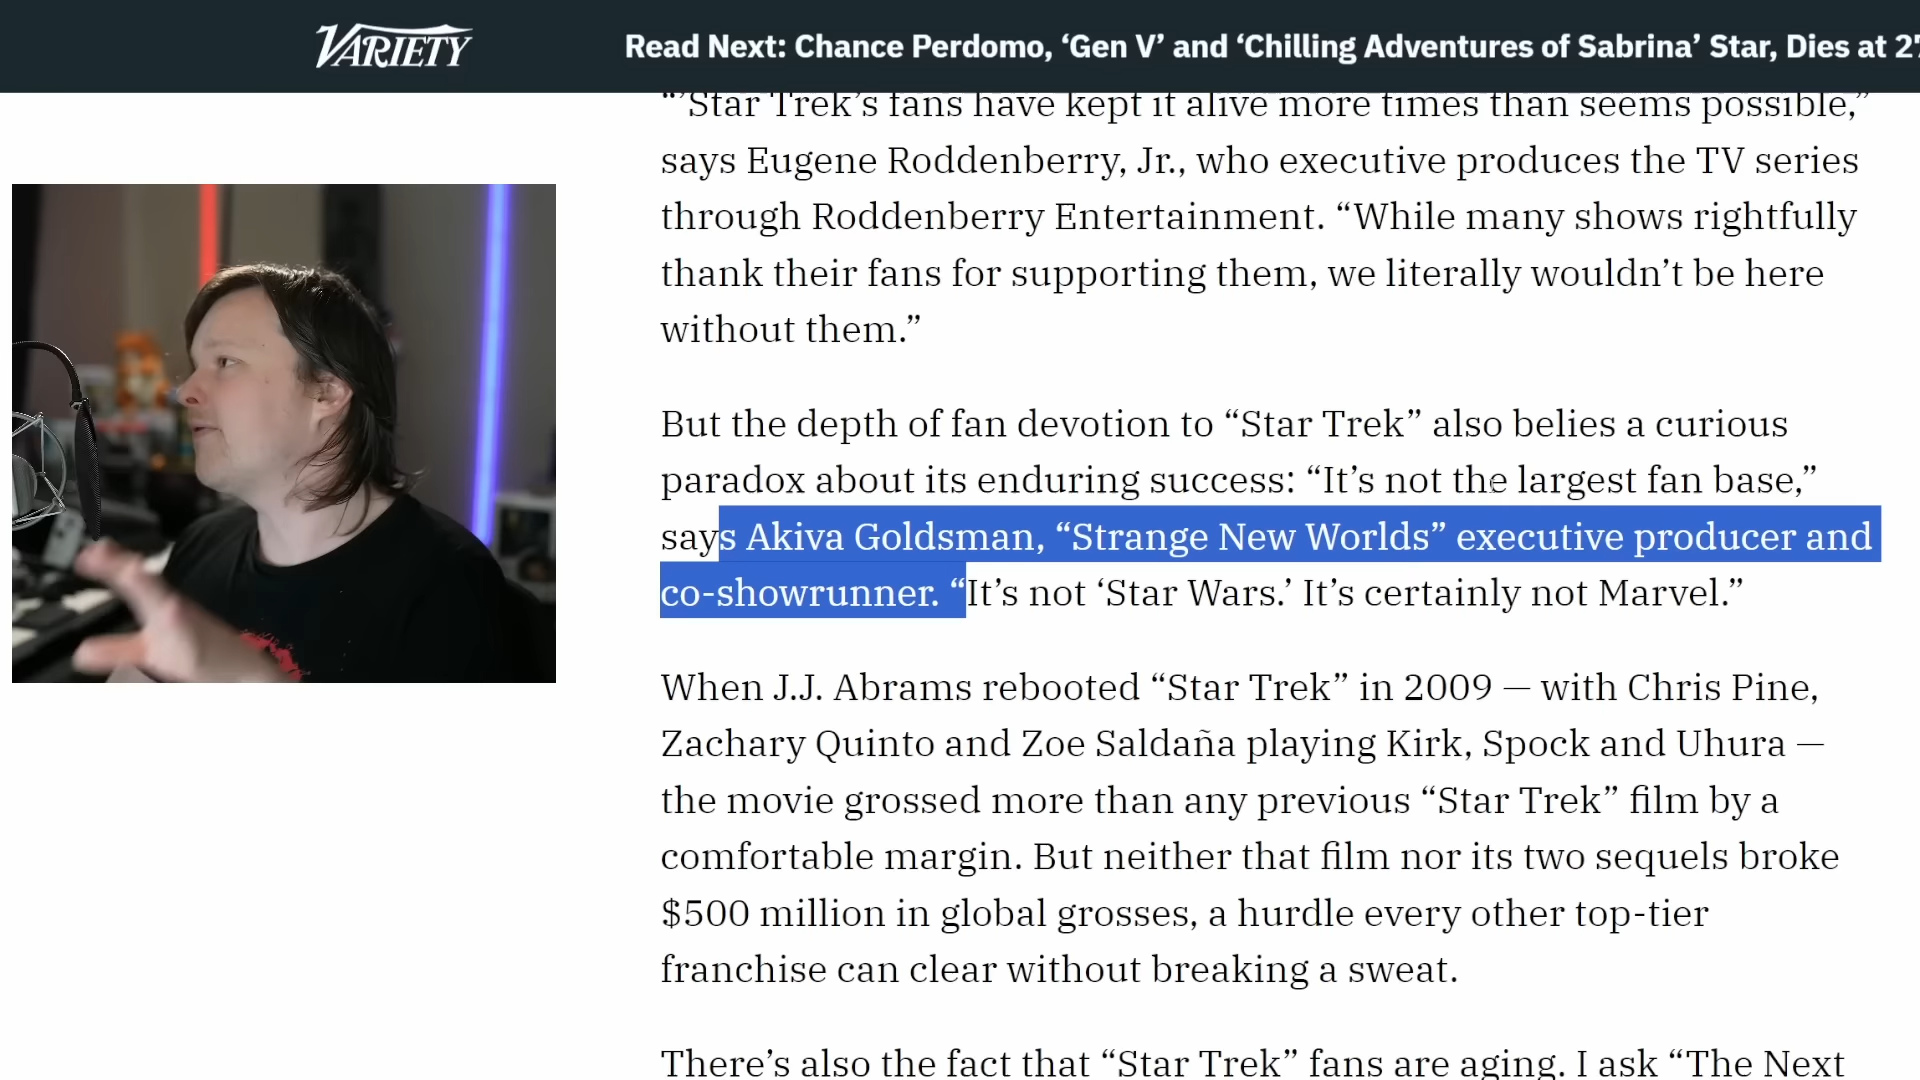 VARIETY
Read Next: Chance Perdomo, ‘Gen V’ and ‘Chilling Adventures of Sabrina’ Star, Dies at 27
“’Star Trek’s fans have kept it alive more times than seems possible,”
says Eugene Roddenberry, Jr., who executive produces the TV series
through Roddenberry Entertainment. “While many shows rightfully
thank their fans for supporting them, we literally wouldn’t be here
without them.”
But the depth of fan devotion to “Star Trek” also belies a curious
paradox about its enduring success: “It’s not the largest fan base,”
says Akiva Goldsman, “Strange New Worlds” executive producer and
co-showrunner. “It’s not ‘Star Wars.’ It’s certainly not Marvel.”
When J.J. Abrams rebooted “Star Trek” in 2009 — with Chris Pine,
Zachary Quinto and Zoe Saldaña playing Kirk, Spock and Uhura —
the movie grossed more than any previous “Star Trek” film by a
comfortable margin. But neither that film nor its two sequels broke
$500 million in global grosses, a hurdle every other top-tier
franchise can clear without breaking a sweat.
There’s also the fact that “Star Trek” fans are aging. I ask “The Next